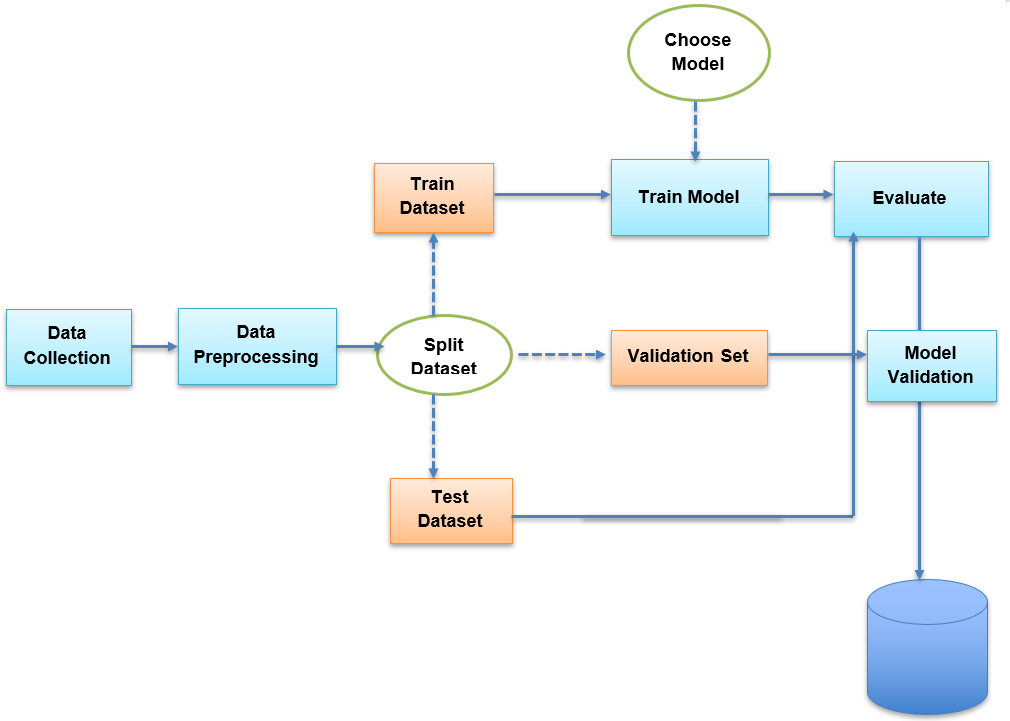 Choose
Model
Train
Dataset
Train Model
Evaluate
Data
Collection
Data
Preprocessing
Split
Dataset
Validation Set
Model
Validation
Test
Dataset